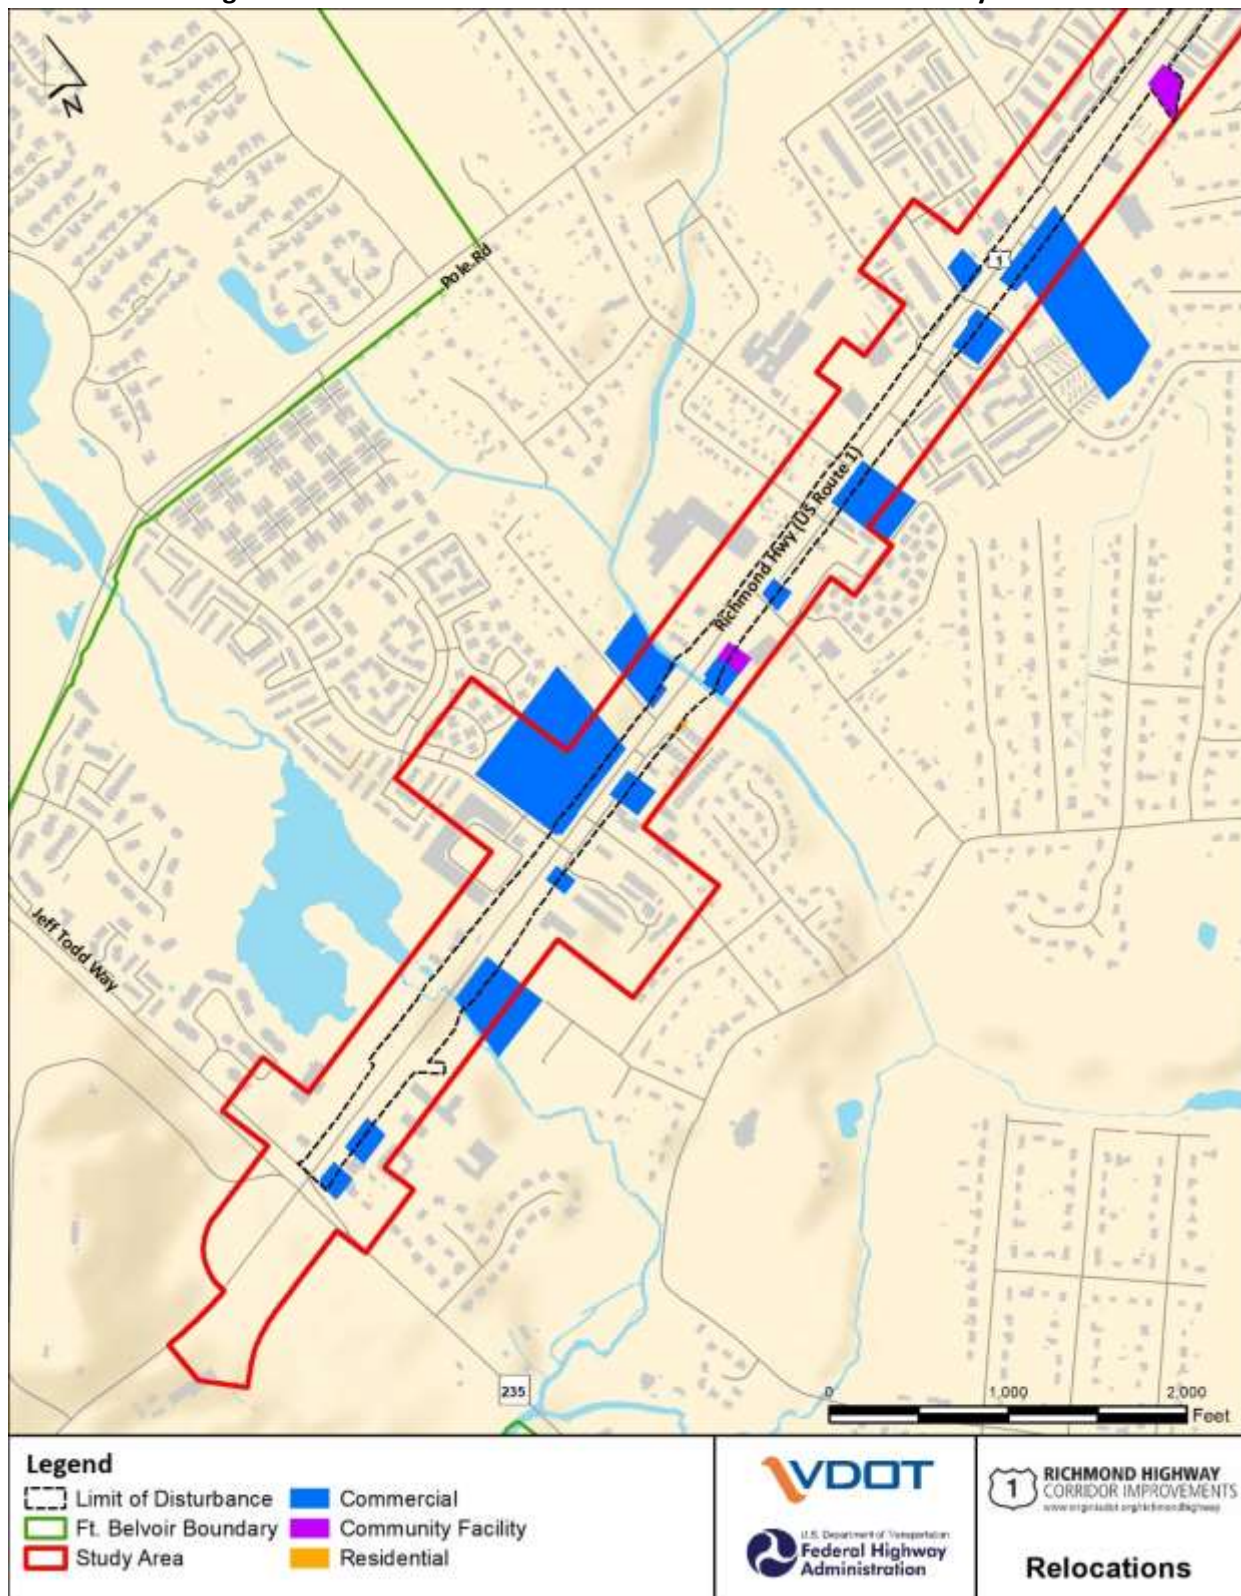 N
Pole Rd
1
Richmond Hwy (US Route 1)
Jeff Todd Way
235
0 1,000 2,000
Feet
Legend
Limit of Disturbance
Ft. Belvoir Boundary
Study Area
Commercial
Community Facility
Residential
VDOT
U.S. Department of Transportation
Federal Highway
Administration
1
RICHMOND HIGHWAY
CORRIDOR IMPROVEMENTS
Relocations